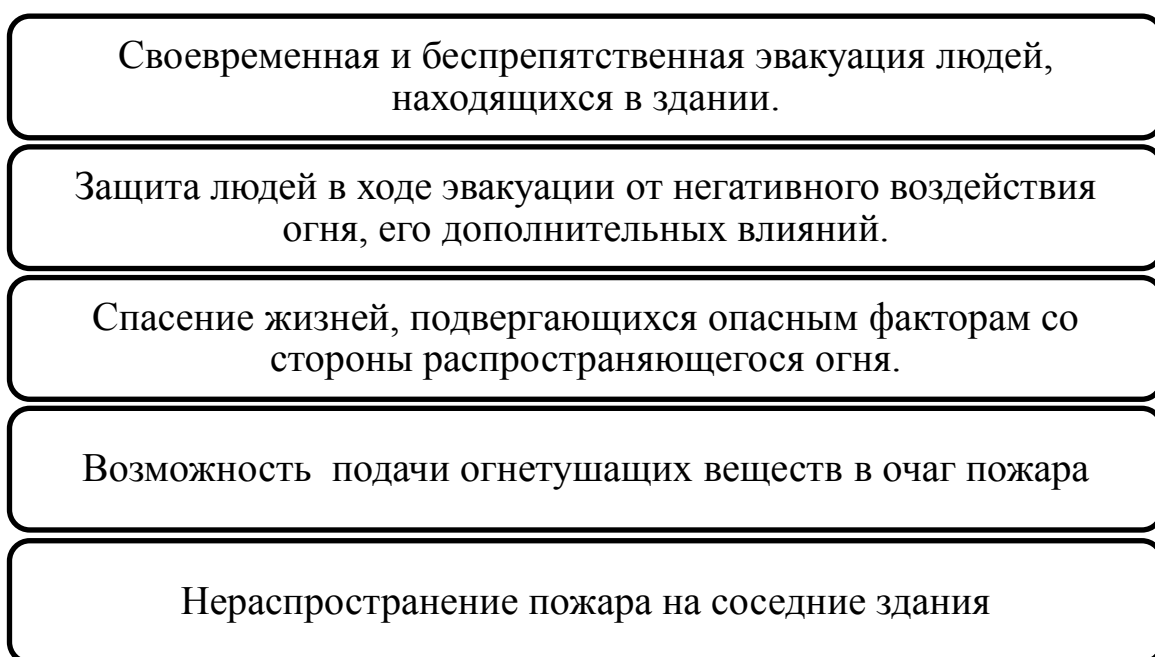 Своевременная и беспрепятственная эвакуация людей,
находящихся в здании.
Защита людей в ходе эвакуации от негативного воздействия
огня, его дополнительных влияний.
Спасение жизней, подвергающихся опасным факторам со
стороны распространяющегося огня.
Возможность  подачи огнетушащих веществ в очаг пожара
Нераспространение пожара на соседние здания